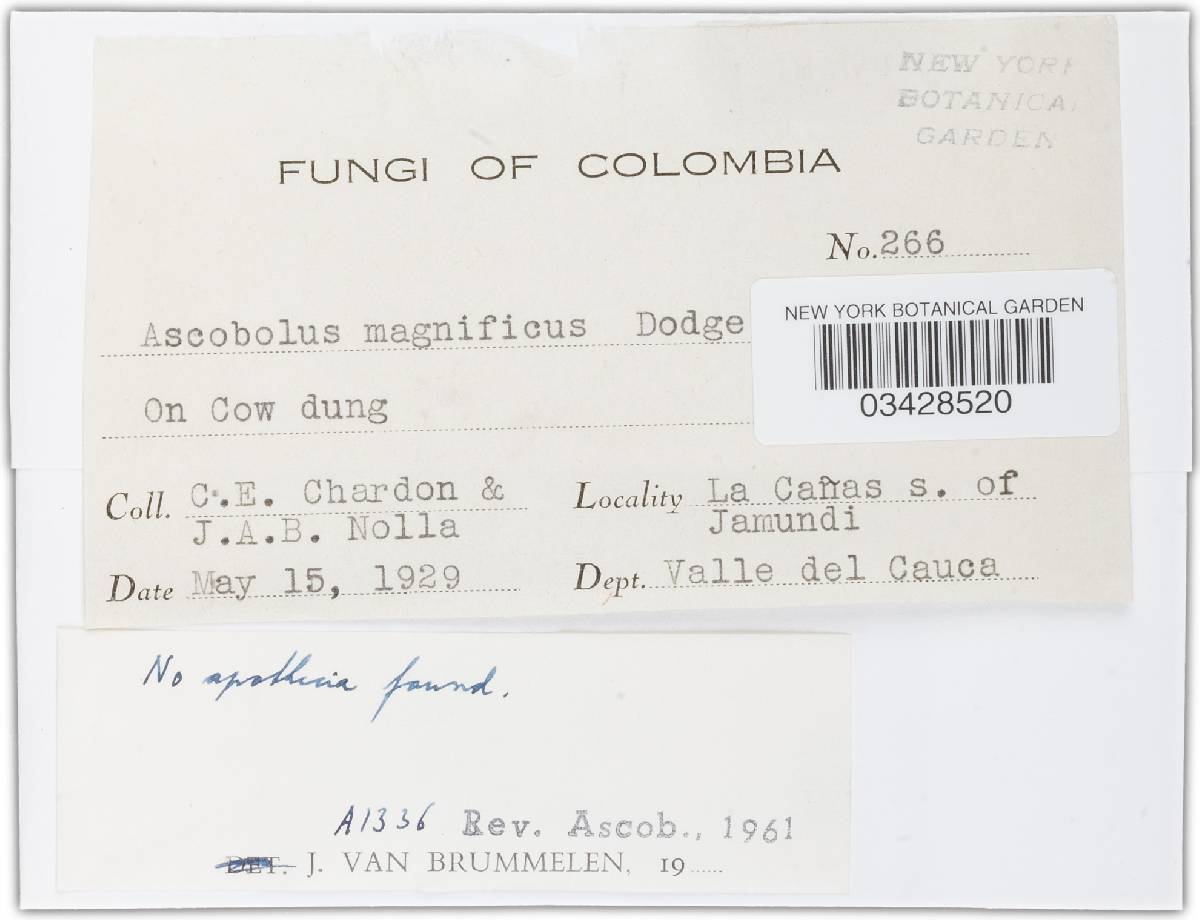 NEW YORK
BOTANICAL
GARDEN
FUNGI OF COLOMBIA
No. 266
NEW YORK BOTANICAL GARDEN
03428520
Ascobolus magnificus Dodge
On Cow dung
Coll. C.E. Chardon &
J.A.B. Nolla
Locality La Cañas s. of
Jamundi
Date May 15, 1929
Dept. Valle del Cauca
No apothecia found.
A1336 Rev. Ascob., 1961
DET. J. VAN BRUMMELEN, 19